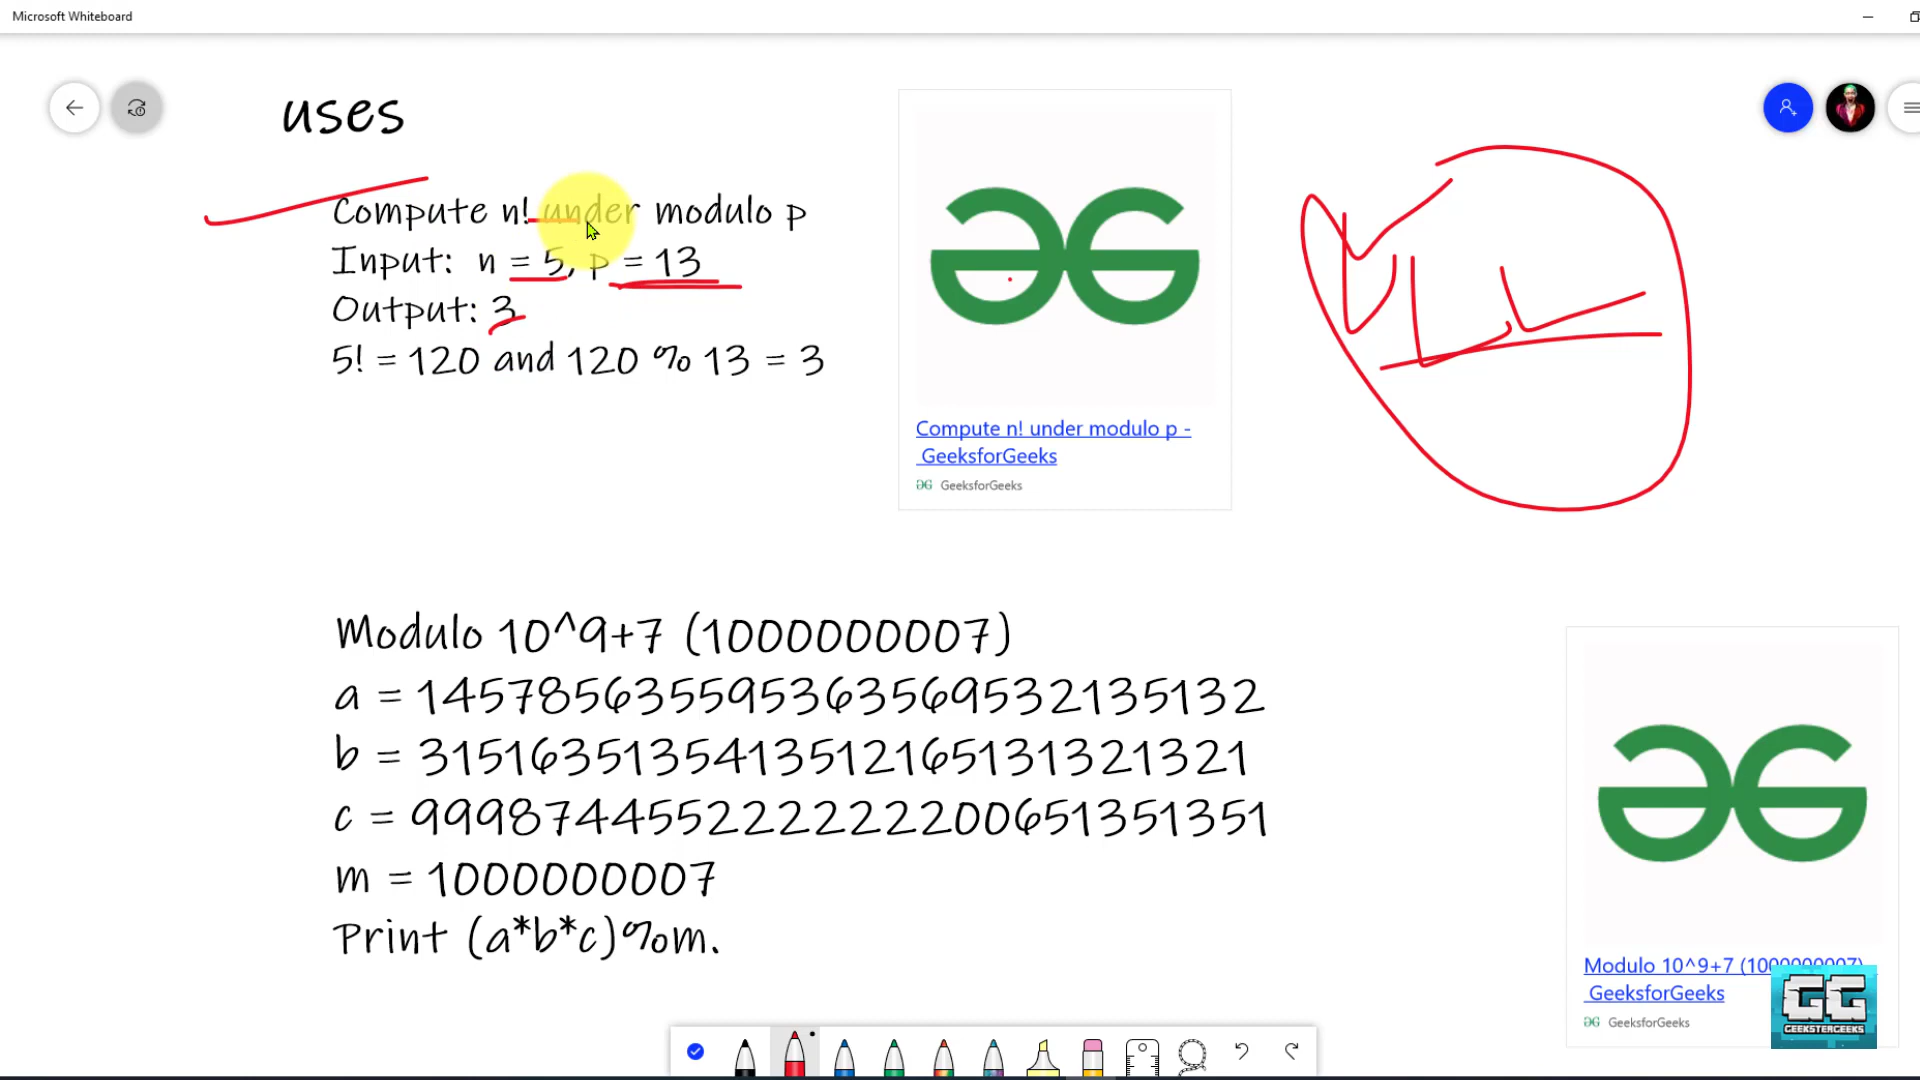 Microsoft Whiteboard
uses
Compute n! under modulo p
Input: n = 5, p = 13
Output: 3
5! = 120 and 120 % 13 = 3
Compute n! under modulo p -
GeeksforGeeks
GeeksforGeeks
Modulo 10^9+7 (1000000007)
a = 145785635595363569532135132
b = 3151635135413512165131321321
c = 999874455222222200651351351
m = 1000000007
Print (a*b*c)%m.
Modulo 10^9+7 (1000000007)
GeeksforGeeks
GeeksforGeeks
GG
GEEKSTERGEEKS